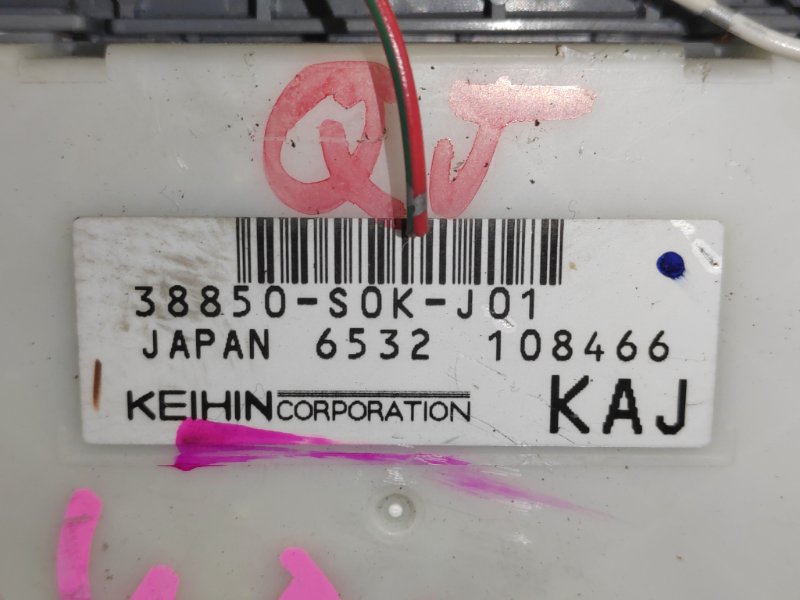 QJ
38850-S0K-J01
JAPAN 6532 108466
KEIHIN CORPORATION KAJ